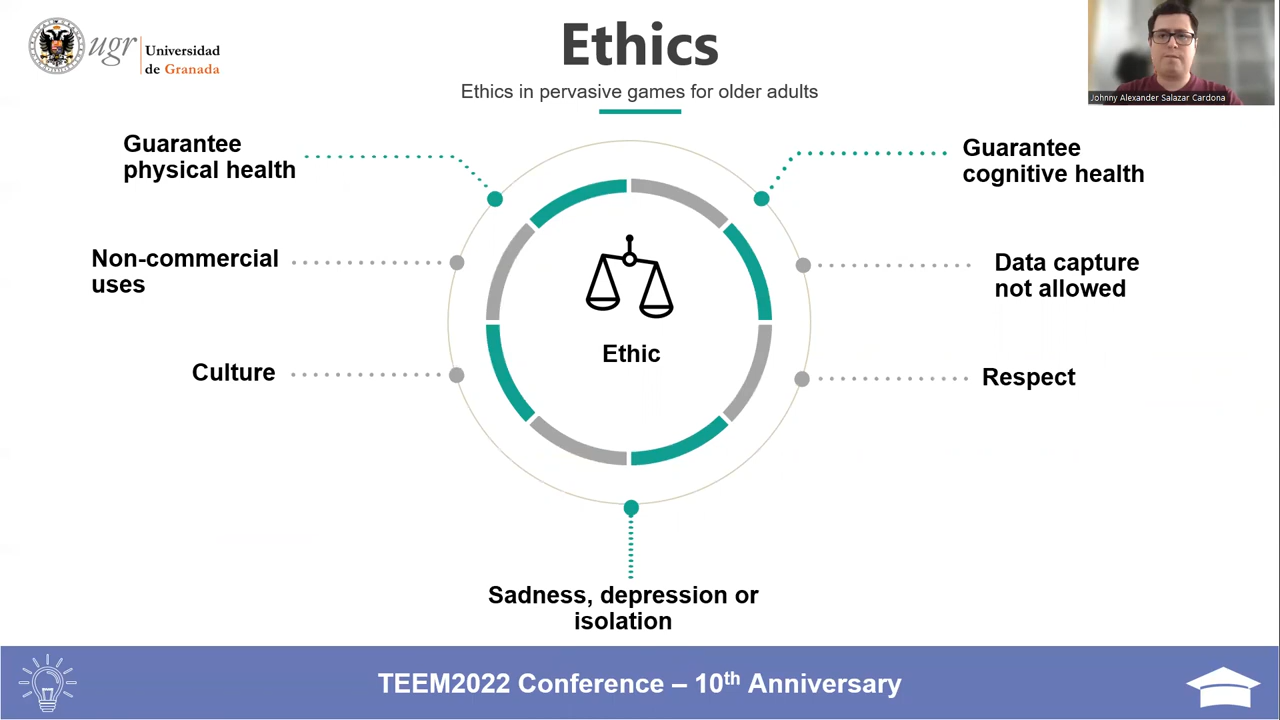 ugr
Universidad
de Granada
Ethics
Ethics in pervasive games for older adults
Johnny Alexander Salazar Cardona
Guarantee
physical health
Guarantee
cognitive health
Non-commercial
uses
Data capture
not allowed
Ethic
Culture
Respect
Sadness, depression or
isolation
TEEM2022 Conference – 10th Anniversary